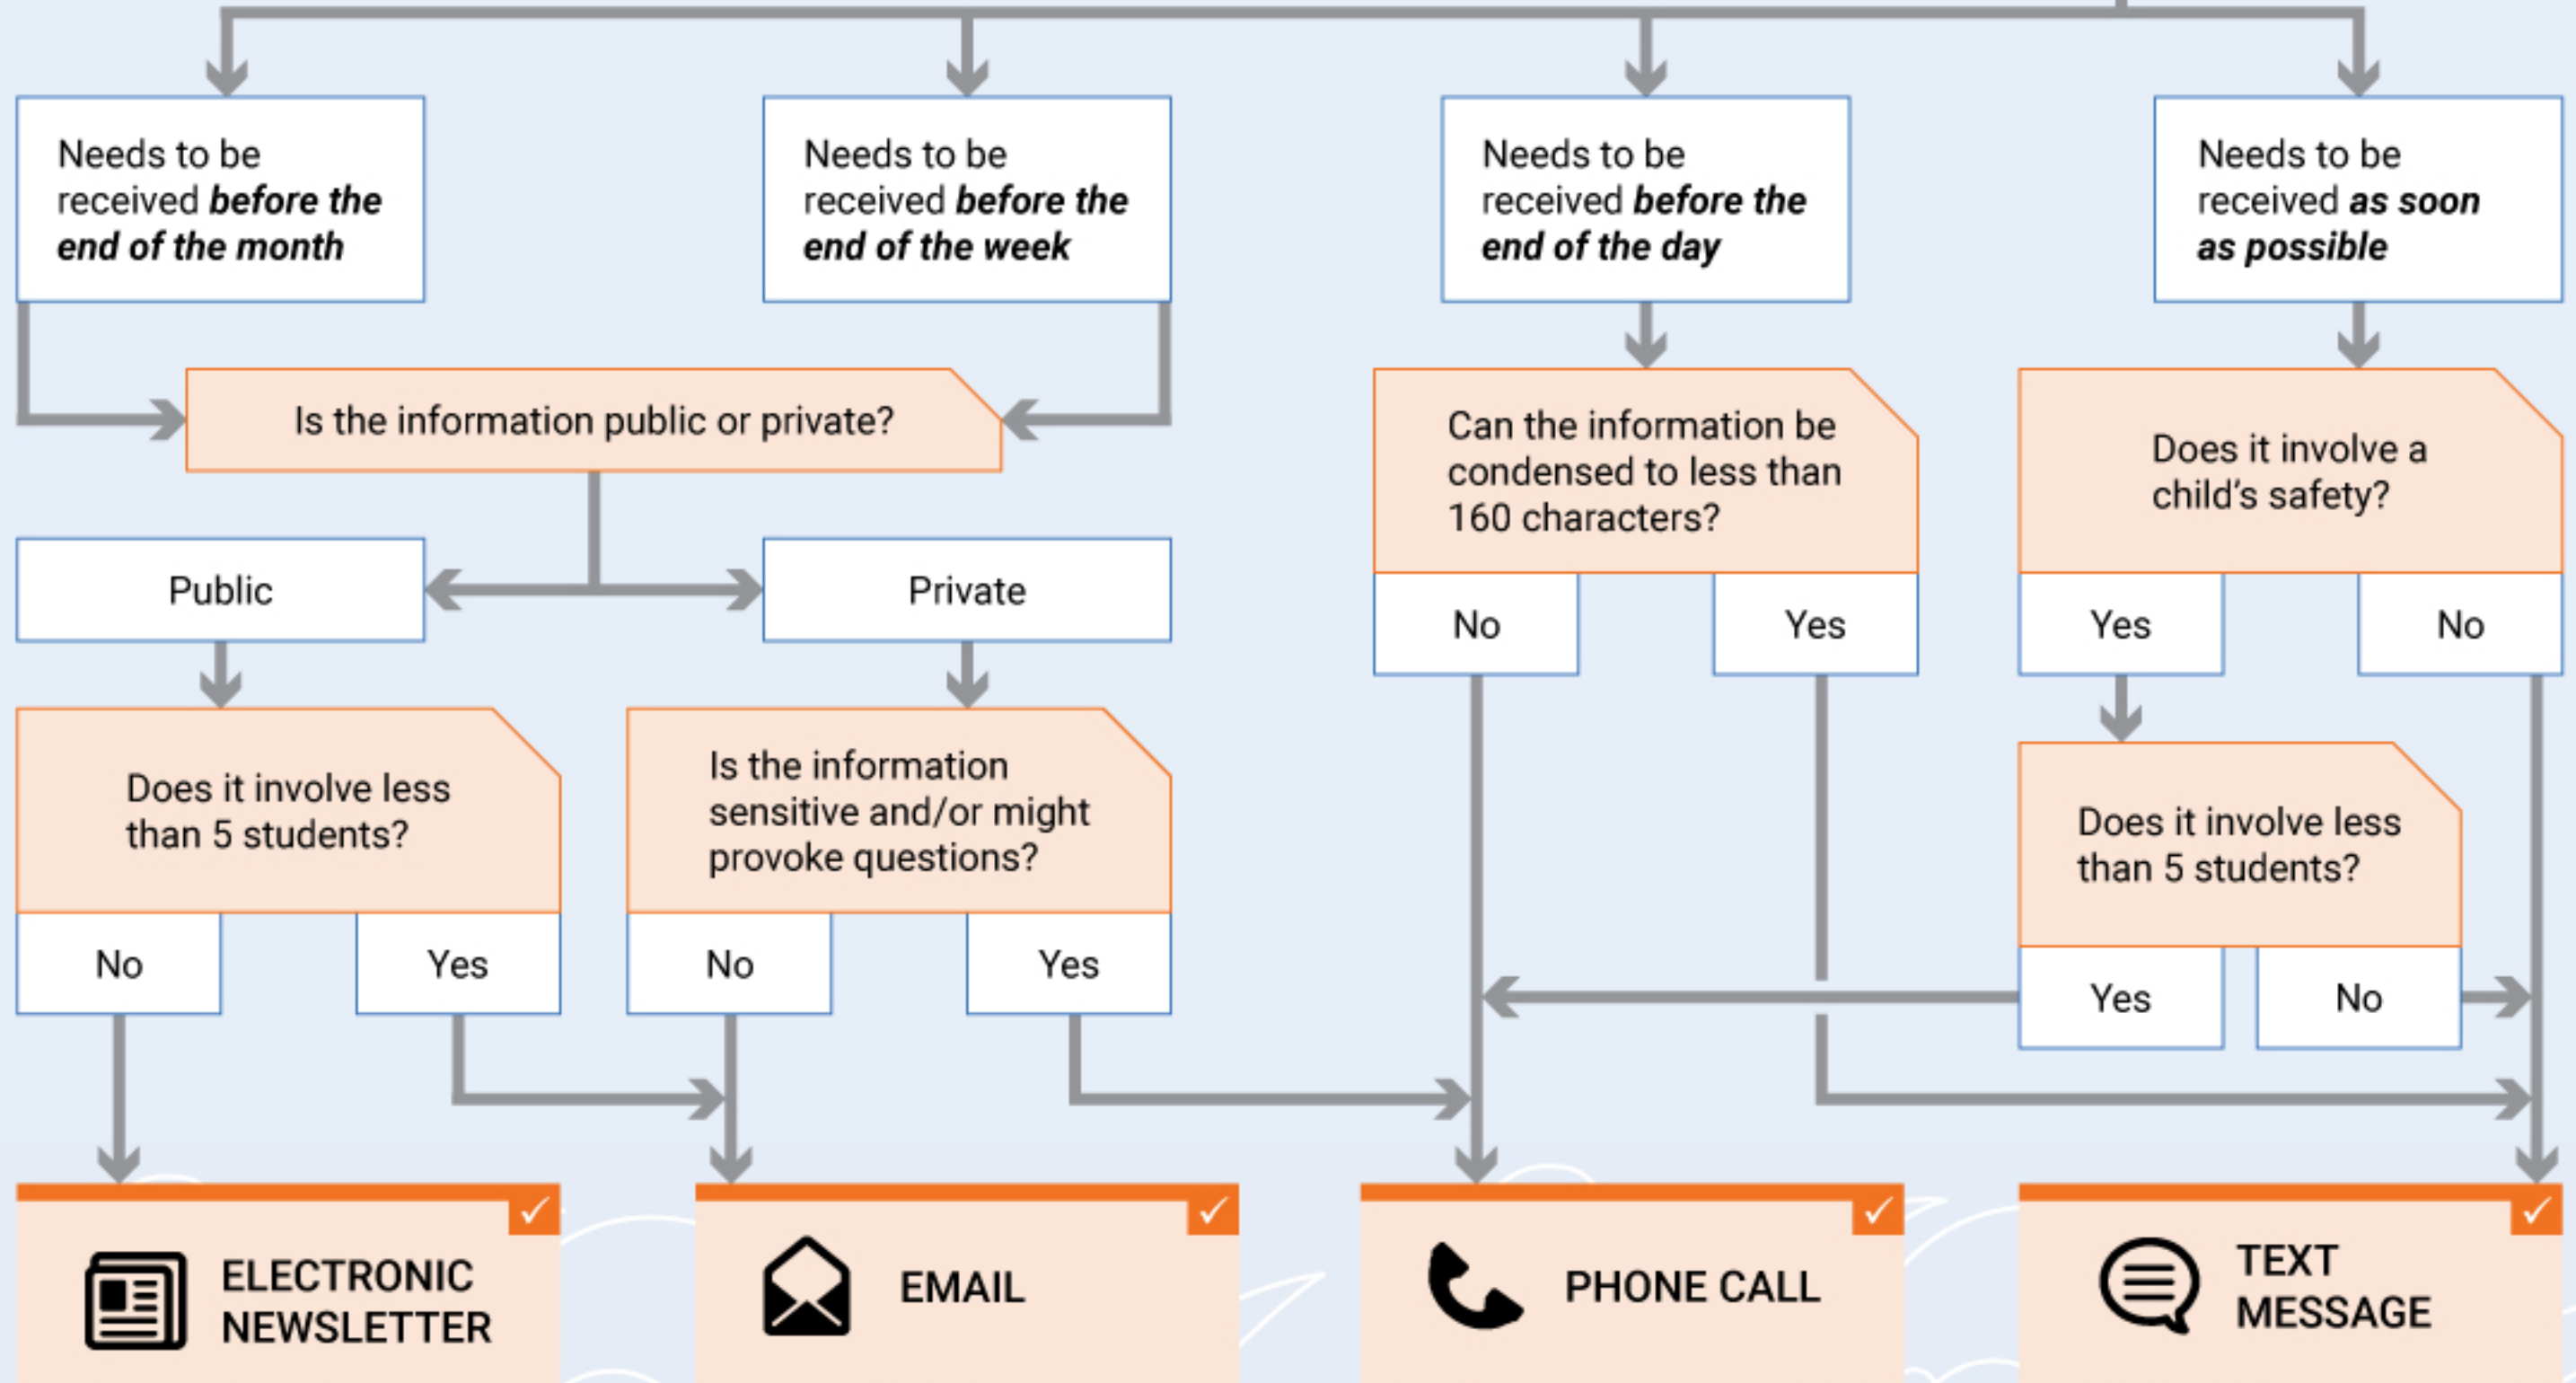 Needs to be
received before the
end of the month
Needs to be
received before the
end of the week
Needs to be
received before the
end of the day
Needs to be
received as soon
as possible
Is the information public or private?
Can the information be
condensed to less than
160 characters?
Does it involve a
child's safety?
Public
Private
No
Yes
Yes
No
Does it involve less
than 5 students?
Is the information
sensitive and/or might
provoke questions?
Does it involve less
than 5 students?
No
Yes
No
Yes
Yes
No
ELECTRONIC
NEWSLETTER
EMAIL
PHONE CALL
TEXT
MESSAGE